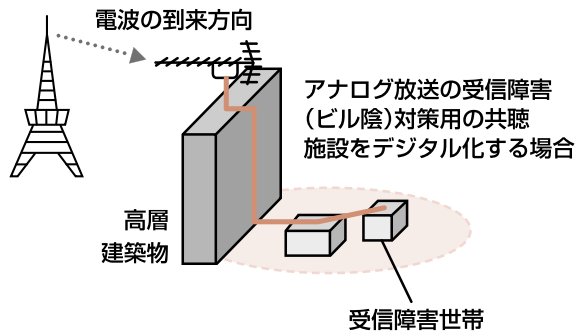 電波の到来方向
アナログ放送の受信障害
(ビル陰)対策用の共聴
施設をデジタル化する場合
高層
建築物
受信障害世帯